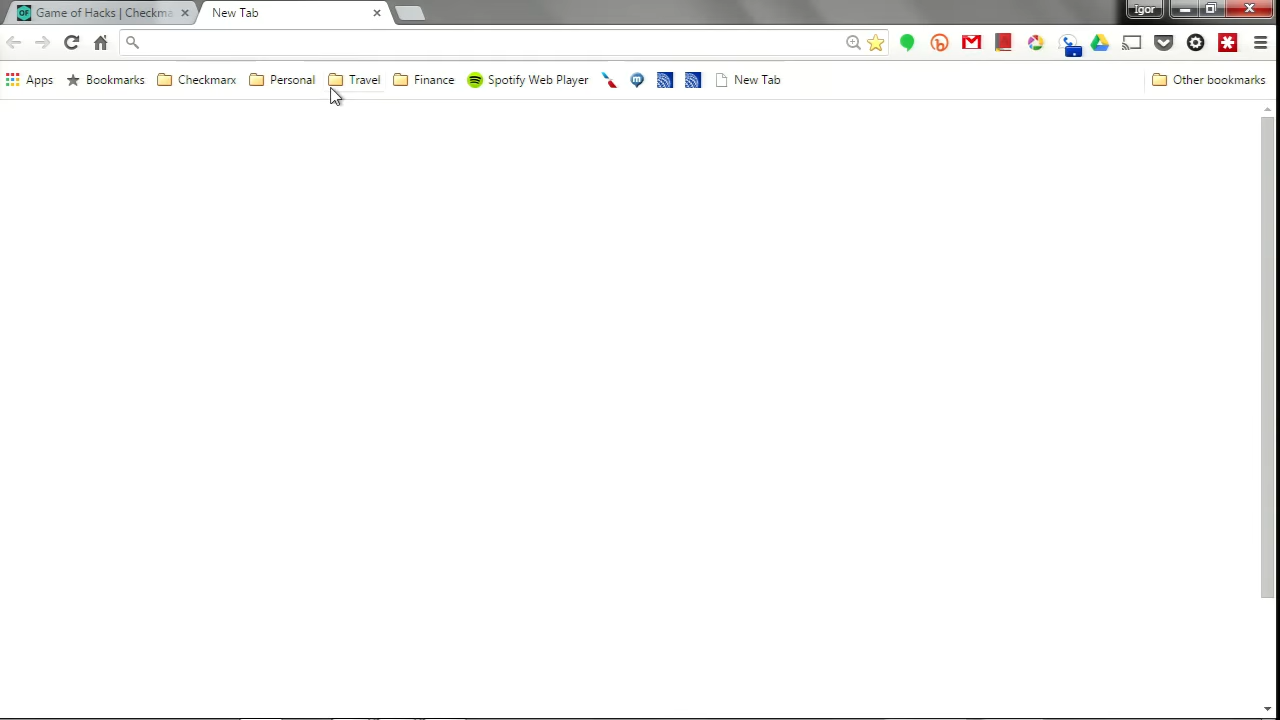 Game of Hacks | Checkma
New Tab
Igor
Apps
Bookmarks
Checkmarx
Personal
Travel
Finance
Spotify Web Player
New Tab
Other bookmarks